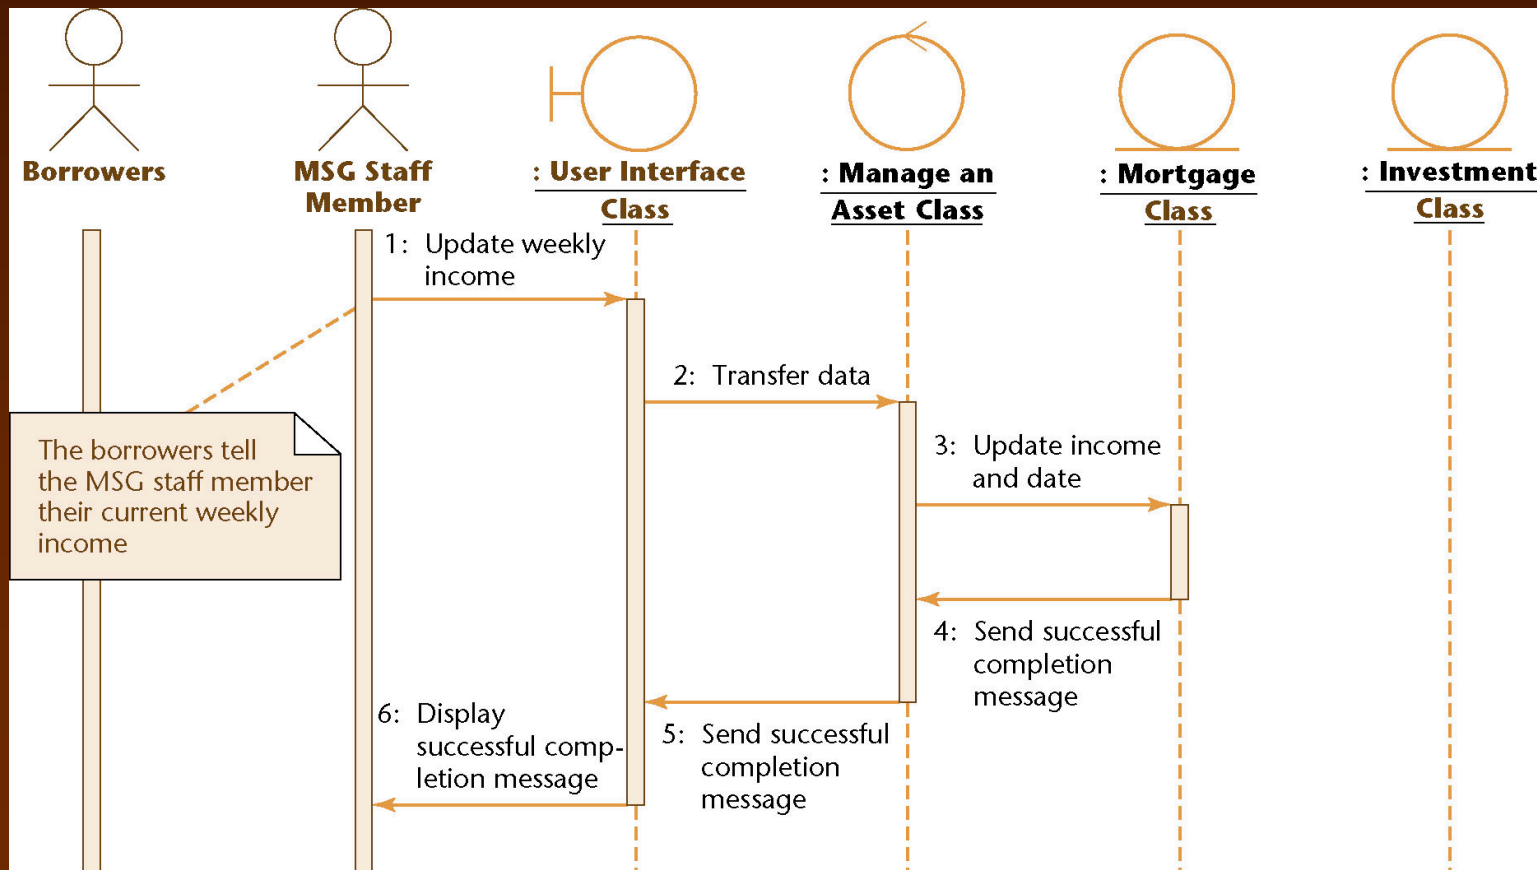 Borrowers
MSG Staff
Member
: User Interface
Class
: Manage an
Asset Class
: Mortgage
Class
: Investment
Class
1: Update weekly
income
2: Transfer data
The borrowers tell
the MSG staff member
their current weekly
income
3: Update income
and date
4: Send successful
completion
message
5: Send successful
completion
message
6: Display
successful comp-
letion message